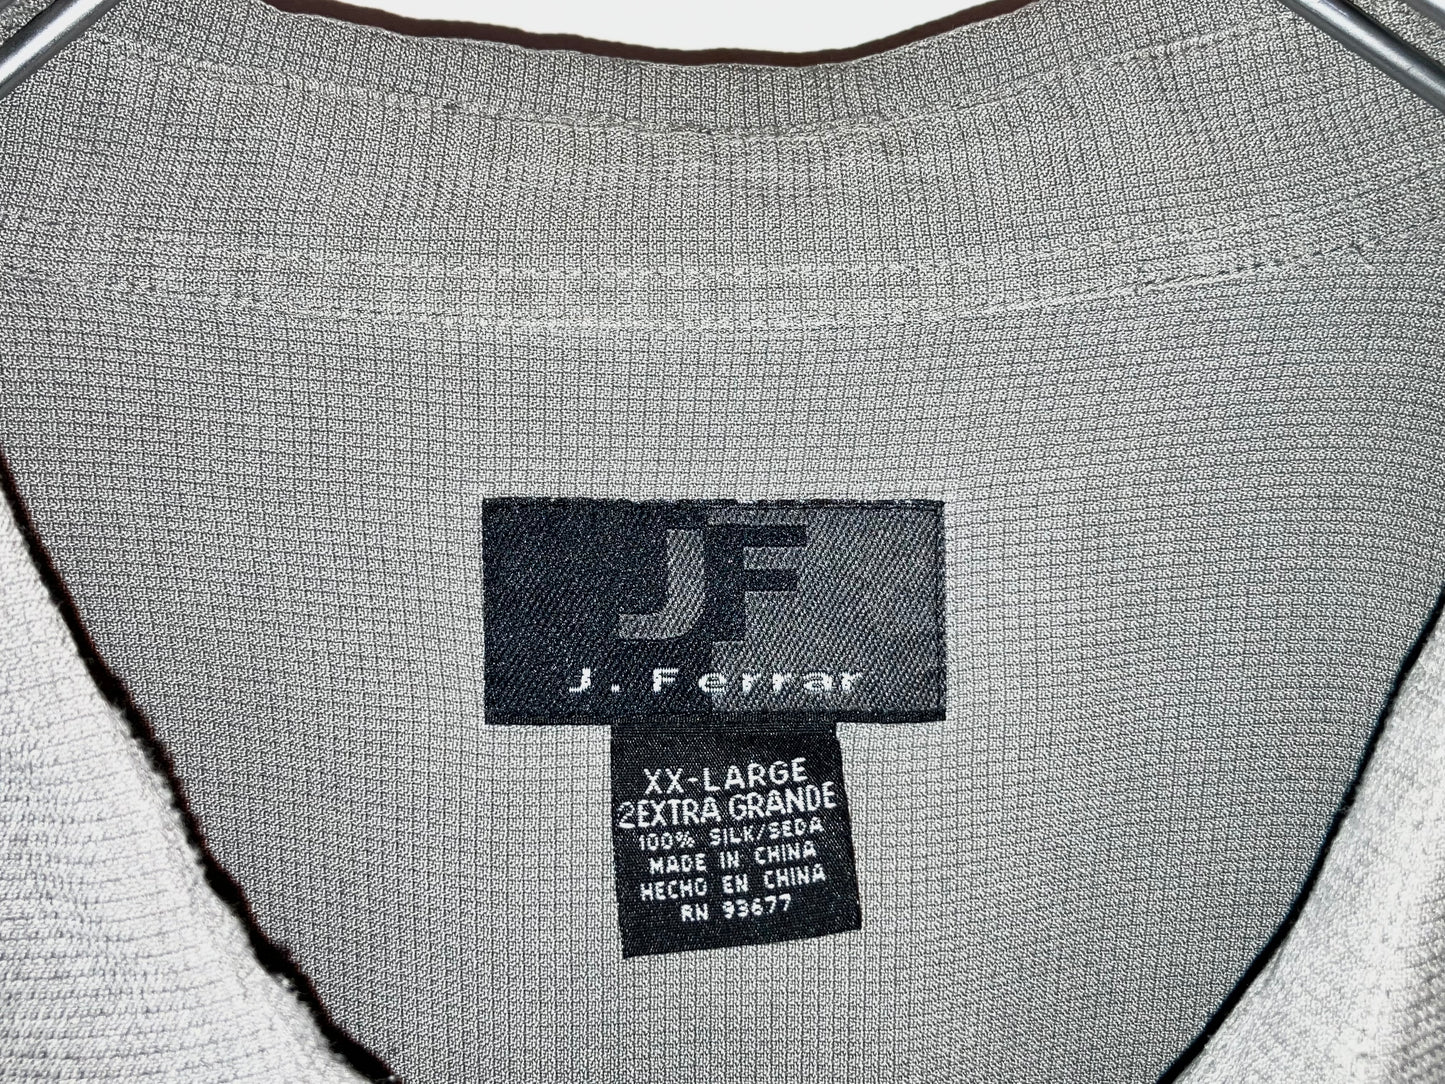 JF
J. Ferrar
XX-LARGE
2EXTRA GRANDE
100% SILK/SEDA
MADE IN CHINA
HECHO EN CHINA
RN 93677